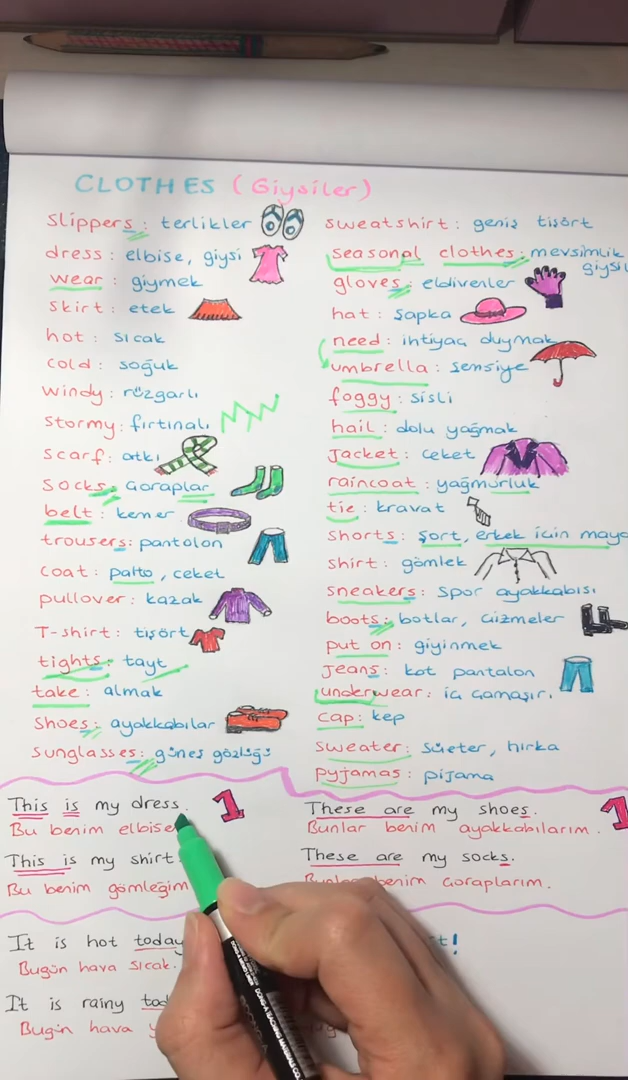 CLOTHES (Giysiler)
slippers : terlikler
dress : elbise, giysi
wear : giymek
skirt : etek
hot : sıcak
cold : soğuk
windy : rüzgarlı
stormy : fırtınalı
scarf : atkı
socks : çoraplar
belt : kemer
trousers : pantolon
coat : palto, ceket
pullover : kazak
T-shirt : tişört
tights : tayt
take : almak
shoes : ayakkabılar
sunglasses : güneş gözlüğü
sweatshirt : geniş tişört
seasonal clothes : mevsimlik
giysi
gloves : eldivenler
hat : şapka
need : ihtiyaç duymak
umbrella : şemsiye
foggy : sisli
hail : dolu yağmak
jacket : ceket
raincoat : yağmurluk
tie : kravat
shorts : şort, erkek için mayo
shirt : gömlek
sneakers : spor ayakkabısı
boots : botlar, çizmeler
put on : giyinmek
jeans : kot pantolon
underwear : iç çamaşır.
cap : kep
sweater : süeter, hırka
pyjamas : pijama
This is my dress. 1
Bu benim elbise
This is my shirt.
Bu benim gömleğim
These are my shoes. 1
Bunlar benim ayakkabılarım.
These are my socks.
Bunlar benim çoraplarım.
It is hot today
Bugün hava sıcak.
It is rainy
Bugün hava